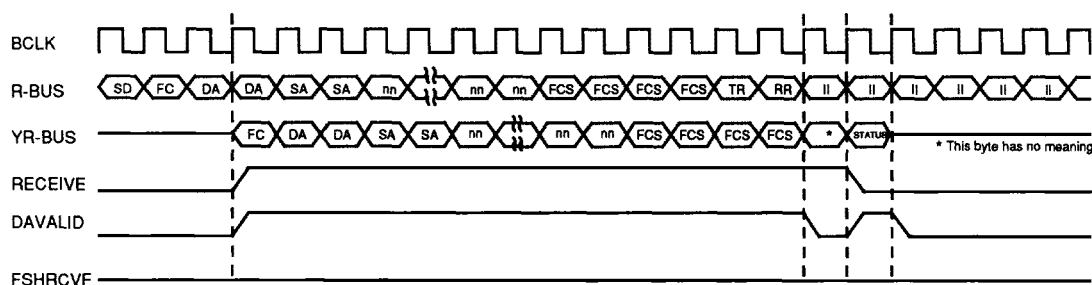 BCLK
R-BUS SD FC DA DA SA SA nn nn nn FCS FCS FCS FCS TR RR II II II II II II
YR-BUS FC DA DA SA SA nn nn nn FCS FCS FCS FCS * STATUS
* This byte has no meaning
RECEIVE
DAVALID
FSHRCVF